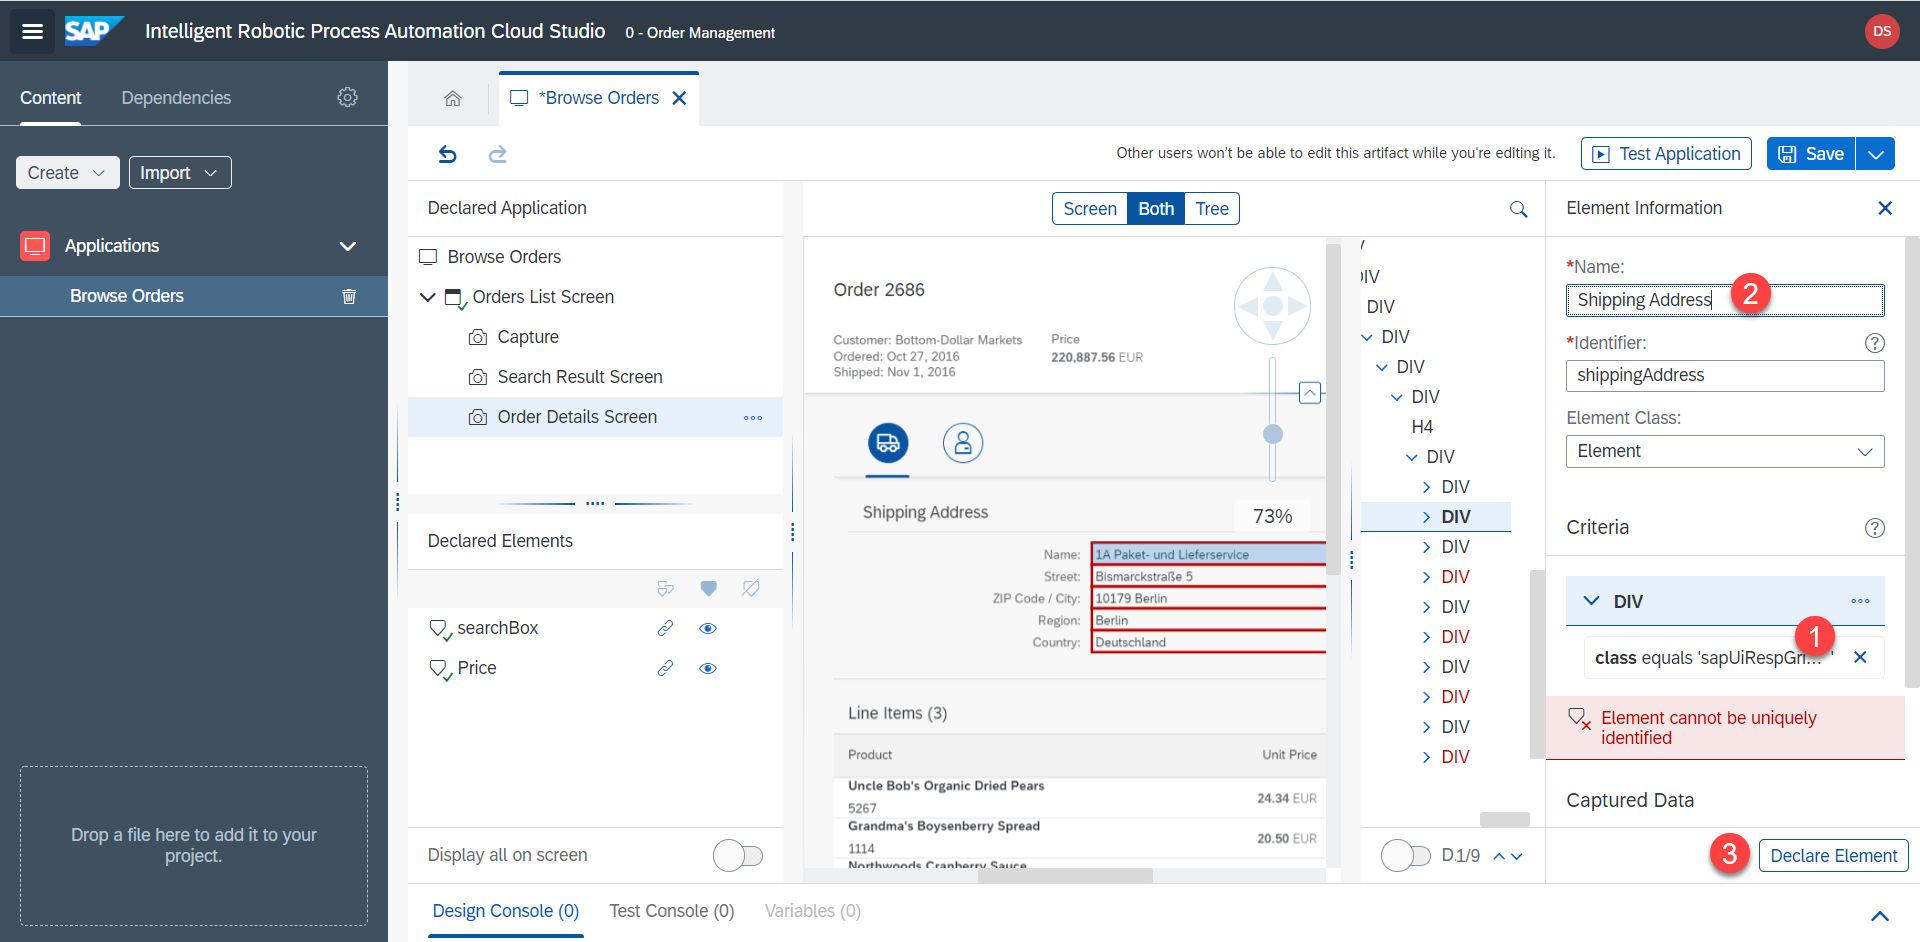 SAP Intelligent Robotic Process Automation Cloud Studio 0 - Order Management DS
Content Dependencies
*Browse Orders
Create Import
Other users won't be able to edit this artifact while you're editing it. Test Application Save
Applications
Browse Orders
Declared Application
Browse Orders
Orders List Screen
Capture
Search Result Screen
Order Details Screen
Declared Elements
searchBox
Price
Display all on screen
Drop a file here to add it to your
project.
Screen Both Tree
Order 2686
Customer: Bottom-Dollar Markets
Ordered: Oct 27, 2016
Shipped: Nov 1, 2016
Price
220,887.56 EUR
73%
Shipping Address
Name: 1A Paket- und Lieferservice
Street: Bismarckstraße 5
ZIP Code / City: 10179 Berlin
Region: Berlin
Country: Deutschland
Line Items (3)
Product Unit Price
Uncle Bob's Organic Dried Pears
5267
24.34 EUR
Grandma's Boysenberry Spread
1114
20.50 EUR
Northwoods Cranberry Sauce
DIV
DIV
DIV
DIV
DIV
H4
DIV
DIV
DIV
DIV
DIV
DIV
DIV
DIV
DIV
DIV
DIV
D.1/9
Element Information
*Name:
Shipping Address
2
*Identifier:
shippingAddress
Element Class:
Element
Criteria
DIV
1
class equals 'sapUiRespGri... '
Element cannot be uniquely
identified
Captured Data
3
Declare Element
Design Console (0) Test Console (0) Variables (0)